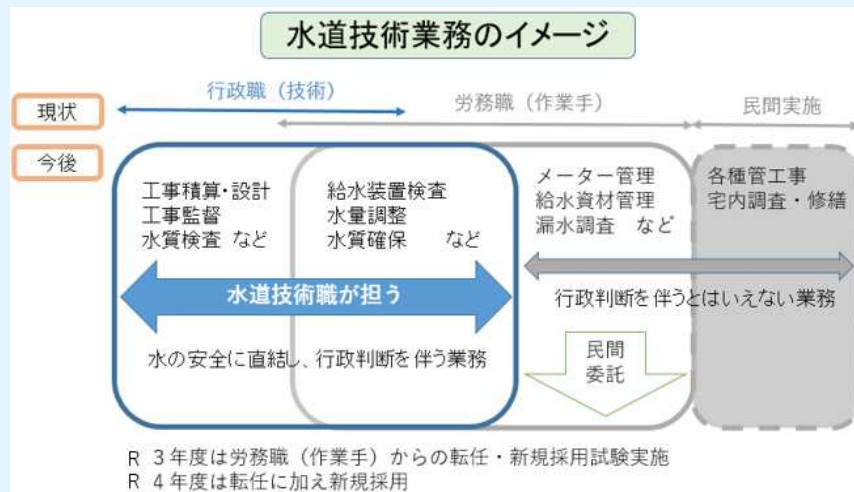 水道技術業務のイメージ
行政職（技術）
労務職（作業手）
民間実施
現状
今後
工事積算・設計
工事監督
水質検査 など
給水装置検査
水量調整
水質確保 など
メーター管理
給水資材管理
漏水調査 など
各種管工事
宅内調査・修繕
水道技術職が担う
行政判断を伴うとはいえない業務
水の安全に直結し、行政判断を伴う業務
民間
委託
R ３年度は労務職（作業手）からの転任・新規採用試験実施
R ４年度は転任に加え新規採用